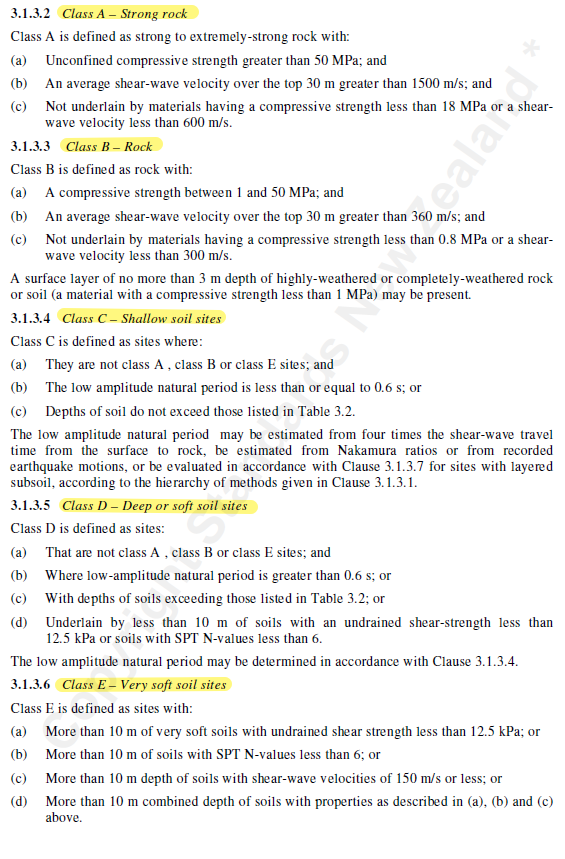 3.1.3.2 Class A – Strong rock
Class A is defined as strong to extremely-strong rock with:
(a) Unconfined compressive strength greater than 50 MPa; and
(b) An average shear-wave velocity over the top 30 m greater than 1500 m/s; and
(c) Not underlain by materials having a compressive strength less than 18 MPa or a shear-
wave velocity less than 600 m/s.
3.1.3.3 Class B – Rock
Class B is defined as rock with:
(a) A compressive strength between 1 and 50 MPa; and
(b) An average shear-wave velocity over the top 30 m greater than 360 m/s; and
(c) Not underlain by materials having a compressive strength less than 0.8 MPa or a shear-
wave velocity less than 300 m/s.
A surface layer of no more than 3 m depth of highly-weathered or completely-weathered rock
or soil (a material with a compressive strength less than 1 MPa) may be present.
3.1.3.4 Class C – Shallow soil sites
Class C is defined as sites where:
(a) They are not class A , class B or class E sites; and
(b) The low amplitude natural period is less than or equal to 0.6 s; or
(c) Depths of soil do not exceed those listed in Table 3.2.
The low amplitude natural period may be estimated from four times the shear-wave travel
time from the surface to rock, be estimated from Nakamura ratios or from recorded
earthquake motions, or be evaluated in accordance with Clause 3.1.3.7 for sites with layered
subsoil, according to the hierarchy of methods given in Clause 3.1.3.1.
3.1.3.5 Class D – Deep or soft soil sites
Class D is defined as sites:
(a) That are not class A , class B or class E sites; and
(b) Where low-amplitude natural period is greater than 0.6 s; or
(c) With depths of soils exceeding those listed in Table 3.2; or
(d) Underlain by less than 10 m of soils with an undrained shear-strength less than
12.5 kPa or soils with SPT N-values less than 6.
The low amplitude natural period may be determined in accordance with Clause 3.1.3.4.
3.1.3.6 Class E – Very soft soil sites
Class E is defined as sites with:
(a) More than 10 m of very soft soils with undrained shear strength less than 12.5 kPa; or
(b) More than 10 m of soils with SPT N-values less than 6; or
(c) More than 10 m depth of soils with shear-wave velocities of 150 m/s or less; or
(d) More than 10 m combined depth of soils with properties as described in (a), (b) and (c)
above.
Copyright Standards New Zealand *